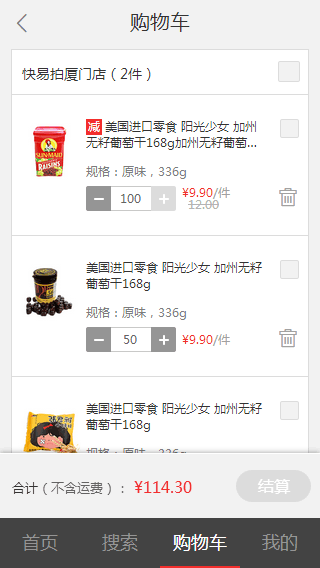 购物车
快易拍厦门店（2件）
减 美国进口零食 阳光少女 加州
无籽葡萄干168g加州无籽葡萄...
规格：原味，336g
100
¥9.90/件
12.00
美国进口零食 阳光少女 加州无籽
葡萄干168g
规格：原味，336g
50
¥9.90/件
美国进口零食 阳光少女 加州无籽
葡萄干168g
规格：原味，336g
合计（不含运费）： ¥114.30
结算
首页 搜索 购物车 我的
SUN-MAID
RAISINS